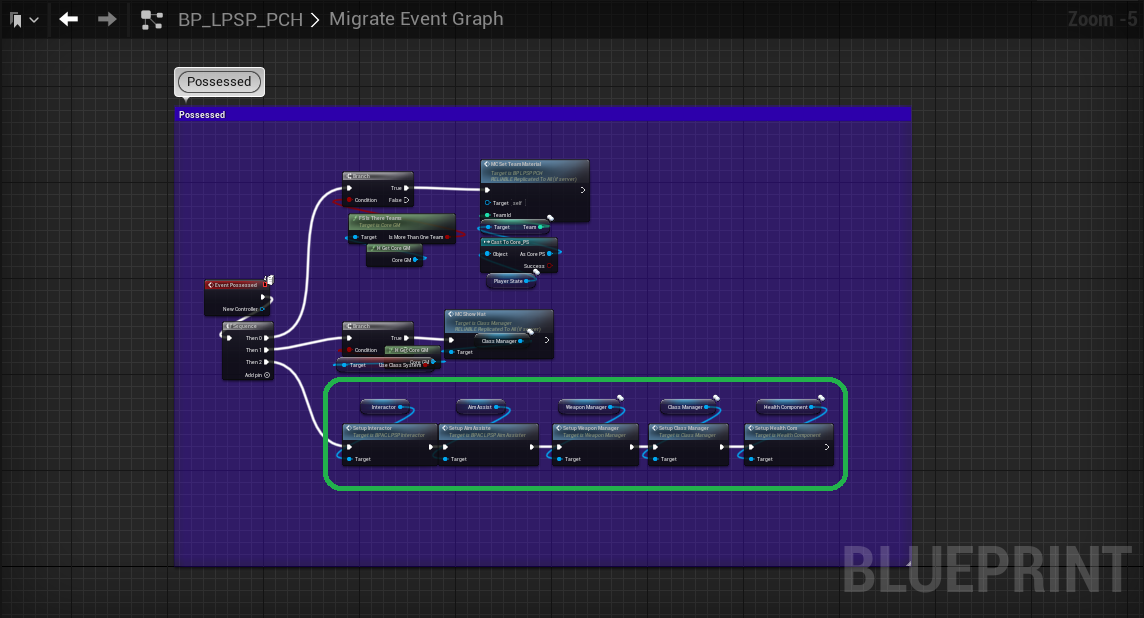 BP_LPSP_PCH > Migrate Event Graph
Zoom -5
Possessed
Possessed
MC Set Team Material
Target is BP LPSP PCH
RELIABLE Replicated To All (if server)
Branch
True
Condition
False
Target
self
TeamId
PS Is There Teams
Target is Core GM
Target
Is More Than One Team
Target
Team
Get Core GM
Core GM
Cast To Core_PS
Object
As Core PS
Success
Player State
Event Possessed
New Controller
Sequence
Then 0
Then 1
Then 2
Add pin
Branch
True
Condition
MC Show Hat
Target is Class Manager
RELIABLE Replicated To All (if server)
Class Manager
Target
Get Core GM
Core GM
Target
Use Class System
Interactor
Aim Assist
Weapon Manager
Class Manager
Health Component
Setup Interactor
Target is BPAC LPSP Interactor
Target
Setup Aim Assiste
Target is BPAC LPSP Aim Assister
Target
Setup Weapon Manager
Target is Weapon Manager
Target
Setup Class Manager
Target is Class Manager
Target
Setup Health Core
Target is Health Component
Target
BLUEPRINT